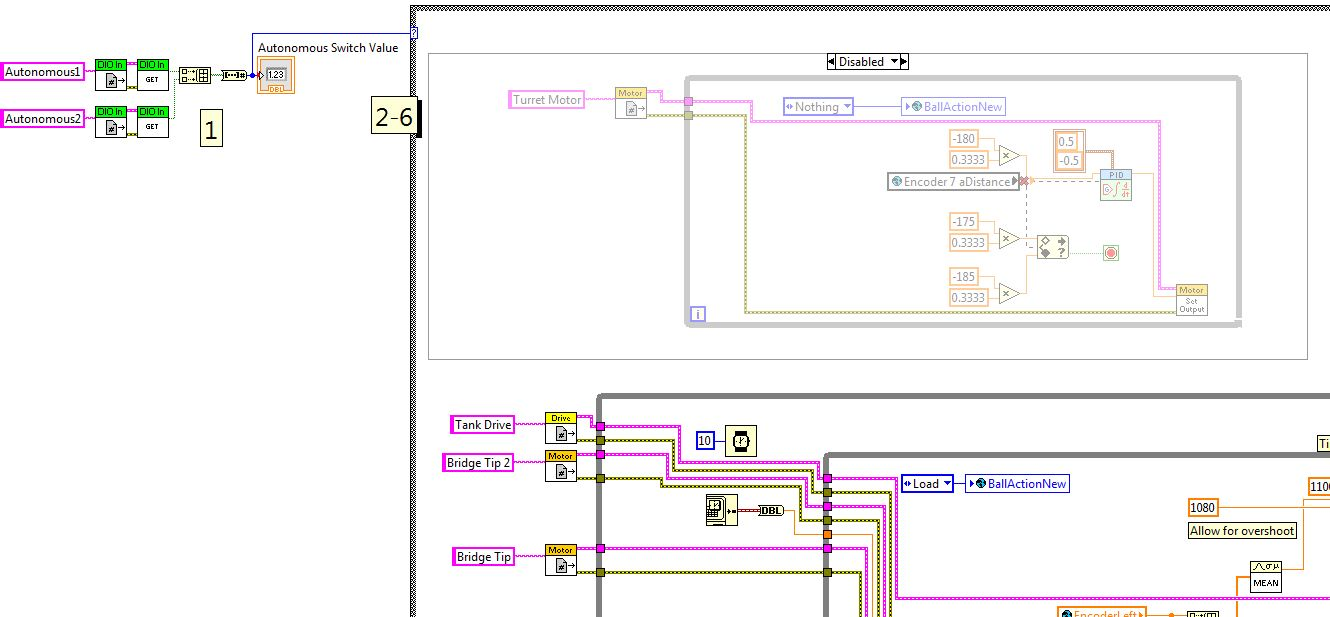 Autonomous Switch Value
?
Autonomous1
DIO In
DIO In
#
GET
#
1.23
DBL
Autonomous2
DIO In
DIO In
#
GET
1
2-6
Disabled
Turret Motor
Motor
#
Nothing
BallActionNew
-180
0.3333
0.5
-0.5
Encoder 7 aDistance
PID
-175
0.3333
?
-185
0.3333
i
Motor
Set
Output
Tank Drive
Drive
#
10
Bridge Tip 2
Motor
#
Load
BallActionNew
1080
Allow for overshoot
DBL
Bridge Tip
Motor
#
MEAN
EncoderLeft